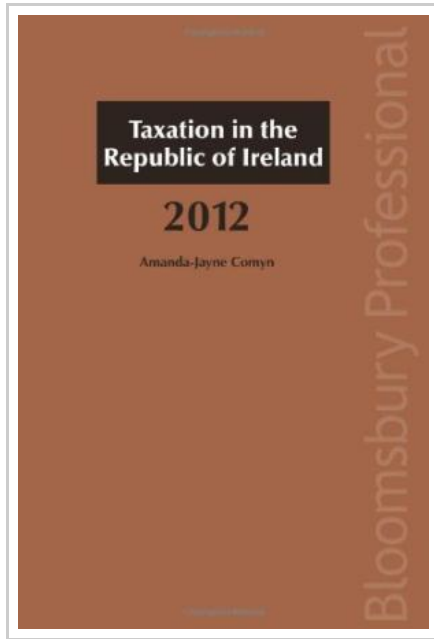 Taxation in the
Republic of Ireland
2012
Amanda-Jayne Comyn
Bloomsbury Professional